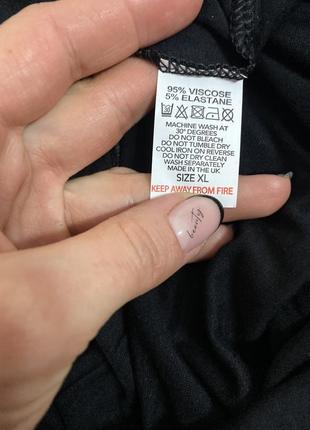 95% VISCOSE
5% ELASTANE
MACHINE WASH AT
30° DEGREES
DO NOT BLEACH
DO NOT TUMBLE DRY
COOL IRON ON REVERSE
DO NOT DRY CLEAN
WASH SEPARATELY
MADE IN THE UK
SIZE XL
KEEP AWAY FROM FIRE
beauty